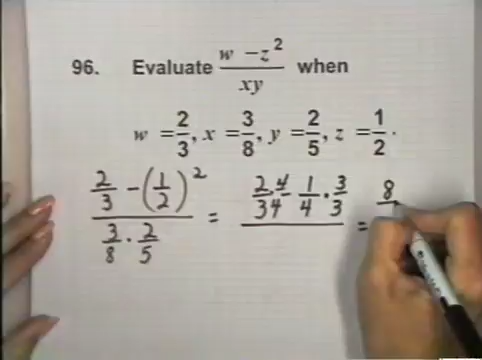 96. Evaluate (w - z²)/(xy) when
w = 2/3, x = 3/8, y = 2/5, z = 1/2.
(2/3 - (1/2)²)/(3/8 · 2/5) = (2/3 · 4/4 - 1/4 · 3/3)/ = 8/